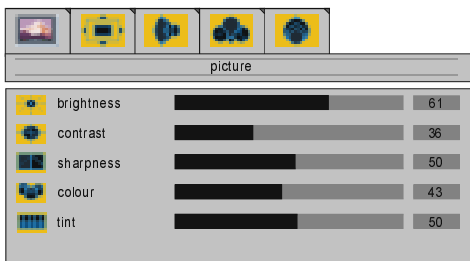 picture
brightness 61
contrast 36
sharpness 50
colour 43
tint 50